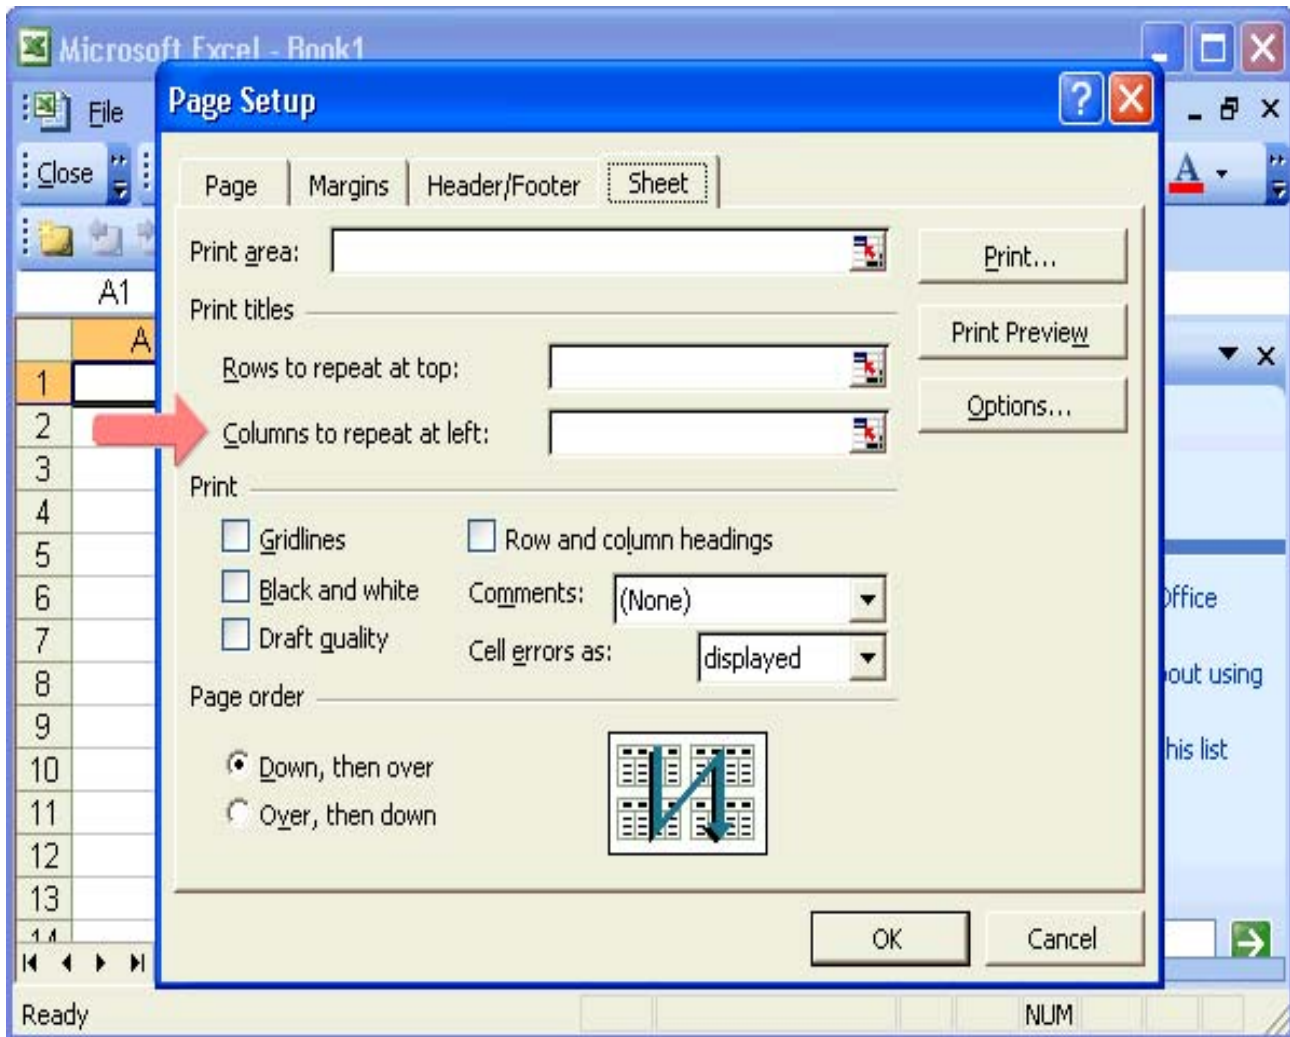 Microsoft Excel - Book1
File
Close
A1
A
1
2
3
4
5
6
7
8
9
10
11
12
13
14
Page Setup
Page
Margins
Header/Footer
Sheet
Print area:
Print...
Print titles
Print Preview
Rows to repeat at top:
Options...
Columns to repeat at left:
Print
Gridlines
Row and column headings
Black and white
Comments:
(None)
Draft quality
Cell errors as:
displayed
Page order
Down, then over
Over, then down
OK
Cancel
A
Office
out using
his list
Ready
NUM